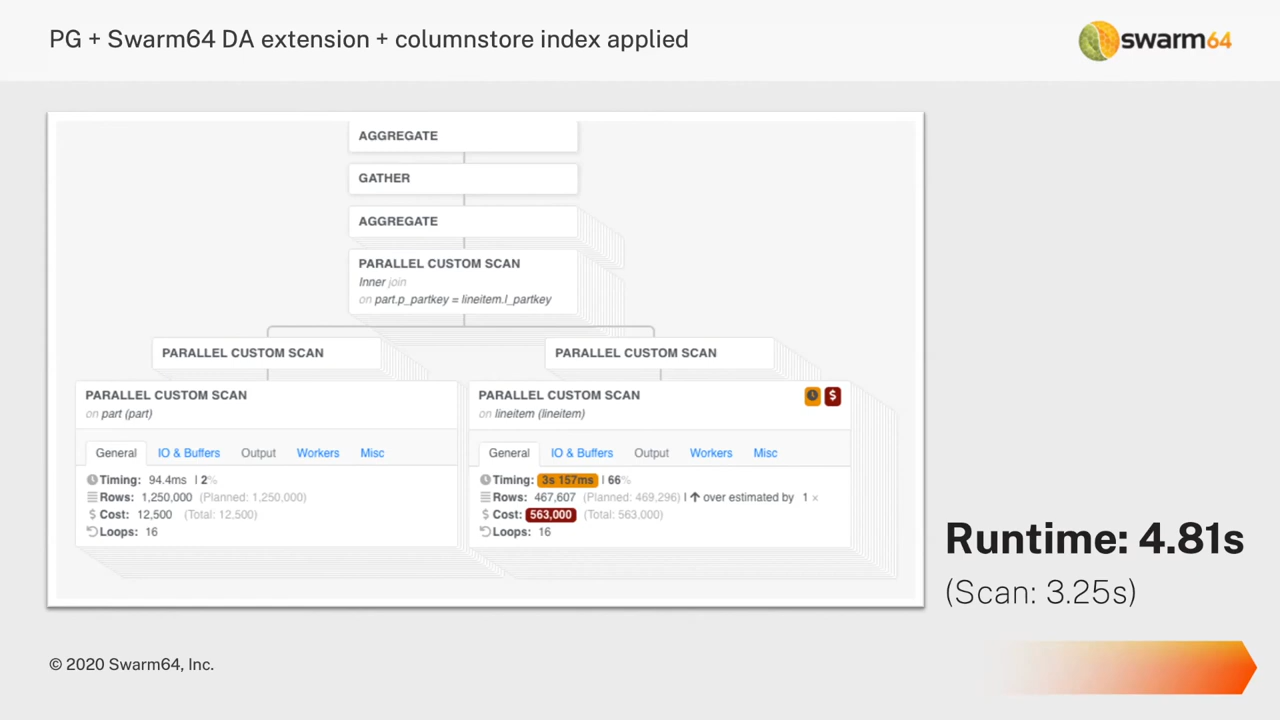 PG + Swarm64 DA extension + columnstore index applied
swarm64
AGGREGATE
GATHER
AGGREGATE
PARALLEL CUSTOM SCAN
Inner join
on part.p_partkey = lineitem.l_partkey
PARALLEL CUSTOM SCAN
PARALLEL CUSTOM SCAN
PARALLEL CUSTOM SCAN
on part (part)
General IO & Buffers Output Workers Misc
Timing: 94.4ms | 2%
Rows: 1,250,000 (Planned: 1,250,000)
$ Cost: 12,500 (Total: 12,500)
Loops: 16
PARALLEL CUSTOM SCAN $
on lineitem (lineitem)
General IO & Buffers Output Workers Misc
Timing: 3s 157ms | 66%
Rows: 467,607 (Planned: 469,296) | ↑ over estimated by 1 x
$ Cost: 563,000 (Total: 563,000)
Loops: 16
Runtime: 4.81s
(Scan: 3.25s)
© 2020 Swarm64, Inc.